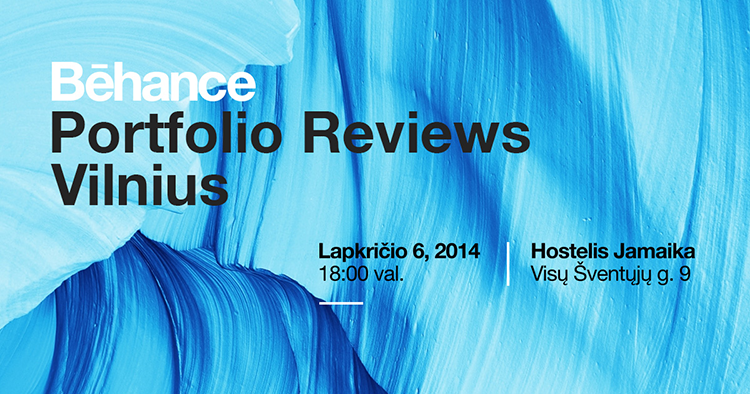 Bēhance
Portfolio Reviews
Vilnius
Lapkričio 6, 2014
18:00 val.
Hostelis Jamaika
Visų Šventųjų g. 9